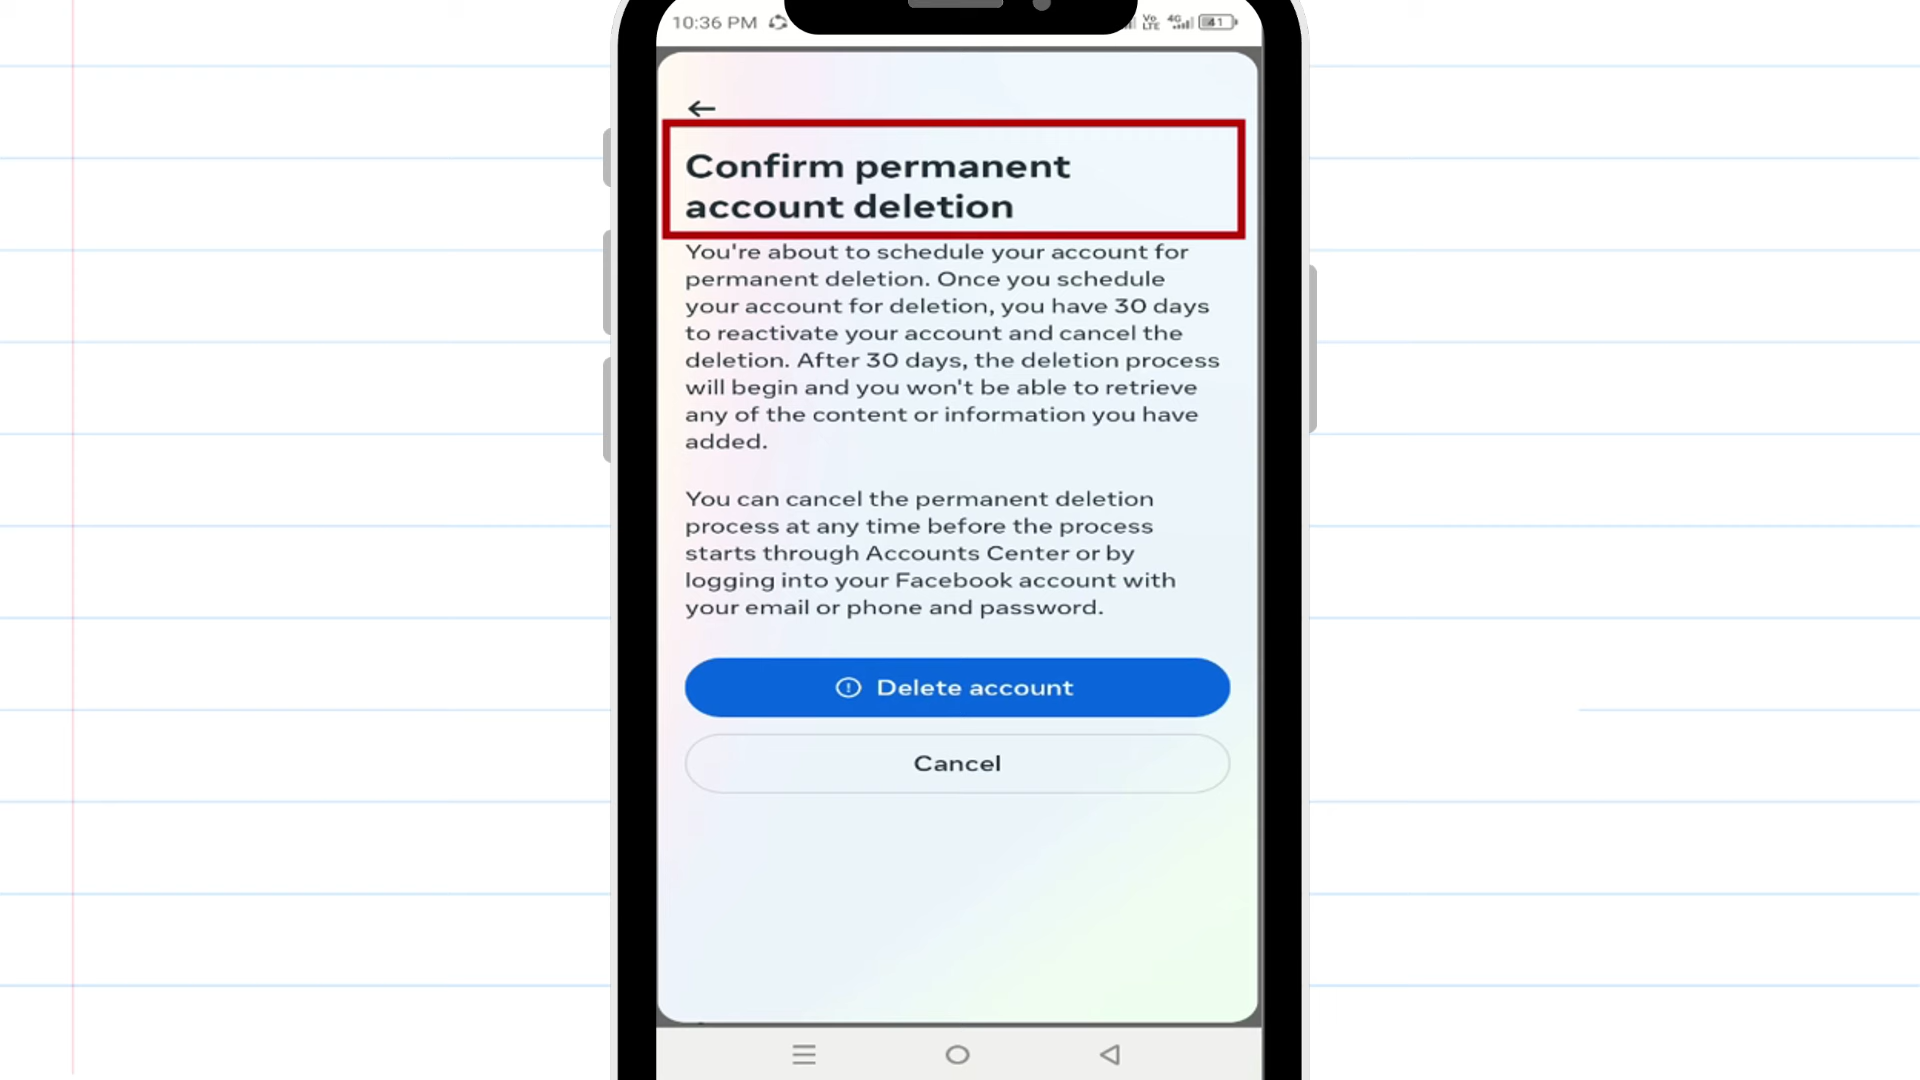 10:36 PM
Vo LTE 4G 41
Confirm permanent
account deletion
You're about to schedule your account for
permanent deletion. Once you schedule
your account for deletion, you have 30 days
to reactivate your account and cancel the
deletion. After 30 days, the deletion process
will begin and you won't be able to retrieve
any of the content or information you have
added.
You can cancel the permanent deletion
process at any time before the process
starts through Accounts Center or by
logging into your Facebook account with
your email or phone and password.
Delete account
Cancel